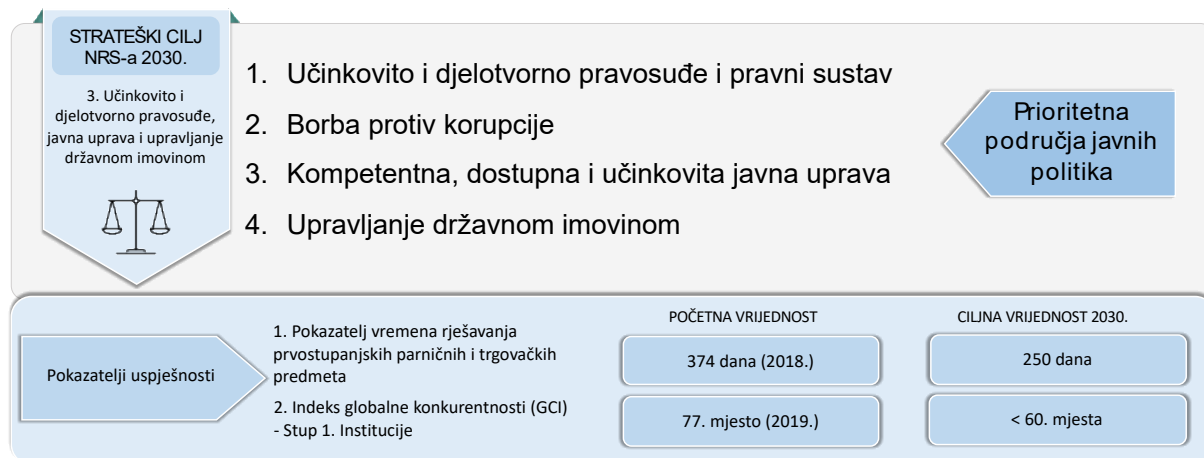 STRATEŠKI CILJ
NRS-a 2030.
3. Učinkovito i
djelotvorno pravosuđe,
javna uprava i upravljanje
državnom imovinom
1. Učinkovito i djelotvorno pravosuđe i pravni sustav
2. Borba protiv korupcije
3. Kompetentna, dostupna i učinkovita javna uprava
4. Upravljanje državnom imovinom
Prioritetna
područja javnih
politika
Pokazatelji uspješnosti
1. Pokazatelj vremena rješavanja
prvostupanjskih parničnih i trgovačkih
predmeta
2. Indeks globalne konkurentnosti (GCI)
- Stup 1. Institucije
POČETNA VRIJEDNOST
374 dana (2018.)
77. mjesto (2019.)
CILJNA VRIJEDNOST 2030.
250 dana
< 60. mjesta